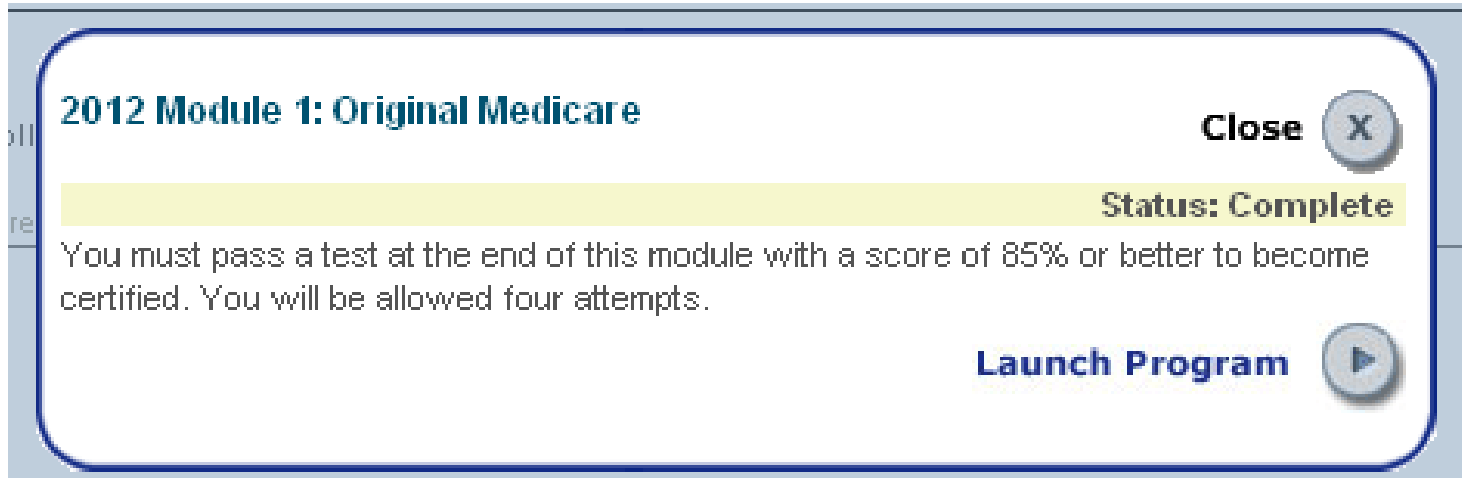 2012 Module 1: Original Medicare
Close X
Status: Complete
You must pass a test at the end of this module with a score of 85% or better to become
certified. You will be allowed four attempts.
Launch Program